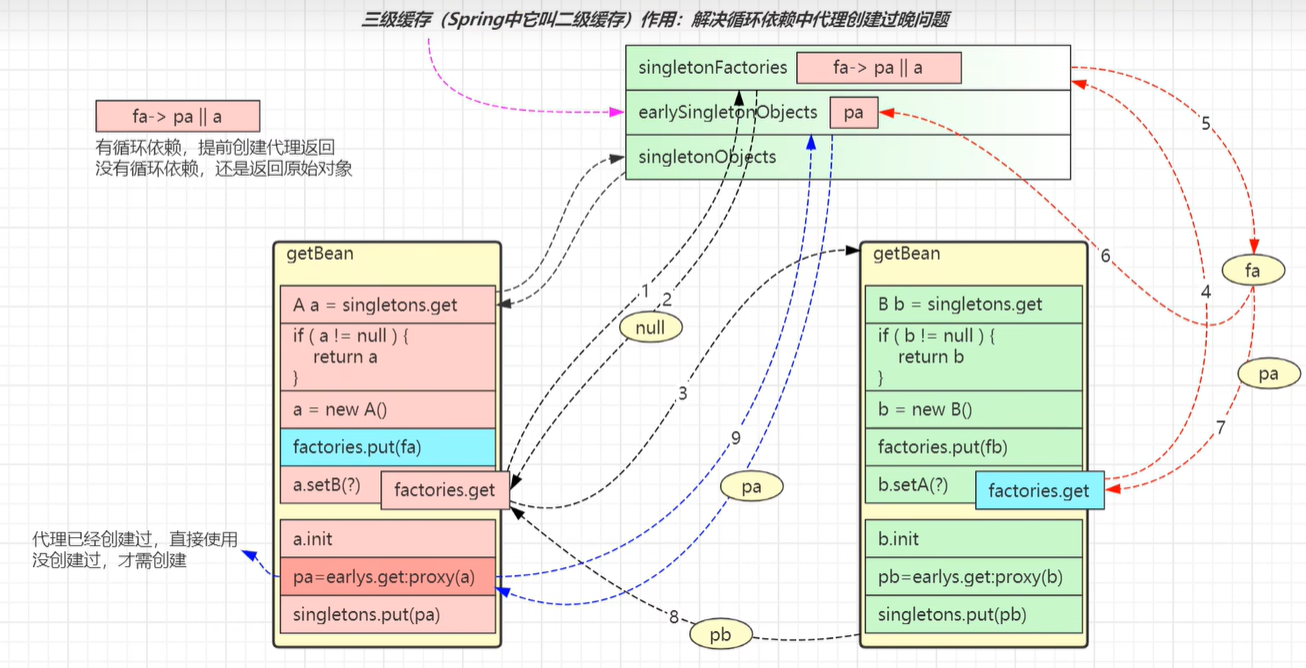 三级缓存（Spring中它叫二级缓存）作用：解决循环依赖中代理创建过晚问题
singletonFactories
fa-> pa || a
earlySingletonObjects
pa
singletonObjects
fa-> pa || a
有循环依赖，提前创建代理返回
没有循环依赖，还是返回原始对象
getBean
A a = singletons.get
if ( a != null ) {
return a
}
a = new A()
factories.put(fa)
a.setB(?)
factories.get
a.init
pa=earlys.get:proxy(a)
singletons.put(pa)
代理已经创建过，直接使用
没创建过，才需创建
1
2
null
3
9
pa
8
pb
getBean
B b = singletons.get
if ( b != null ) {
return b
}
b = new B()
factories.put(fb)
b.setA(?)
factories.get
b.init
pb=earlys.get:proxy(b)
singletons.put(pb)
5
6
fa
4
pa
7